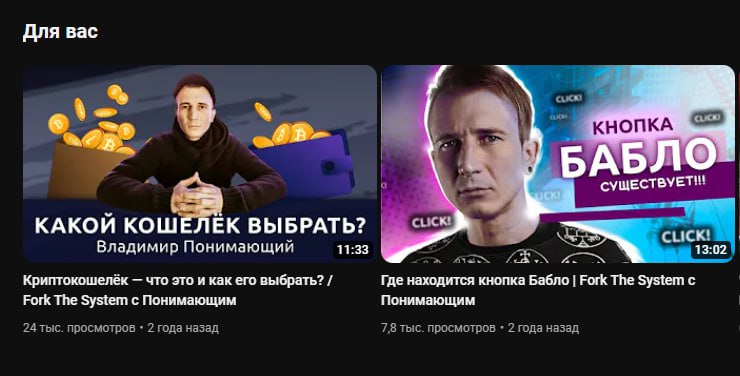 Для вас
КАКОЙ КОШЕЛЁК ВЫБРАТЬ?
Владимир Понимающий
11:33
CLICK!
CLICK!
CLICK!
КНОПКА
БАБЛО
СУЩЕСТВУЕТ!!!
CLICK!
CLICK!
CLICK!
13:02
Криптокошелёк — что это и как его выбрать? /
Fork The System с Понимающим
24 тыс. просмотров • 2 года назад
Где находится кнопка Бабло | Fork The System с
Понимающим
7,8 тыс. просмотров • 2 года назад